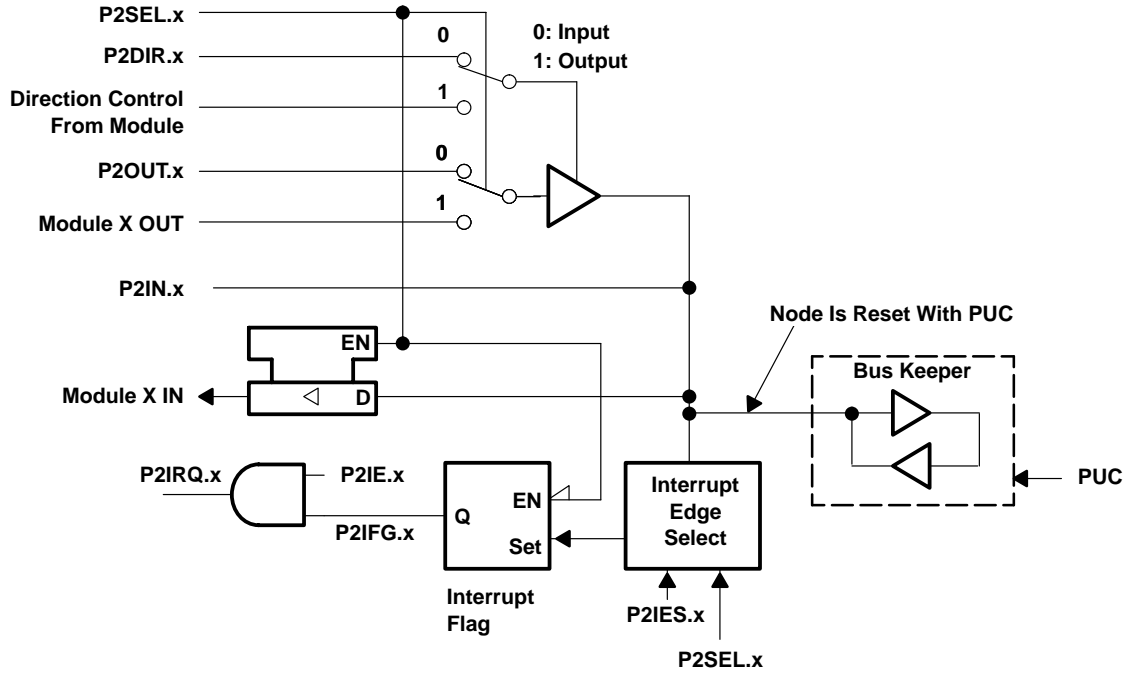 P2SEL.x
0
0: Input
1: Output
P2DIR.x
1
Direction Control
From Module
0
P2OUT.x
1
Module X OUT
P2IN.x
Node Is Reset With PUC
EN
Bus Keeper
Module X IN
D
P2IRQ.x
P2IE.x
PUC
Interrupt
Edge
Select
EN
Q
P2IFG.x
Set
Interrupt
Flag
P2IES.x
P2SEL.x